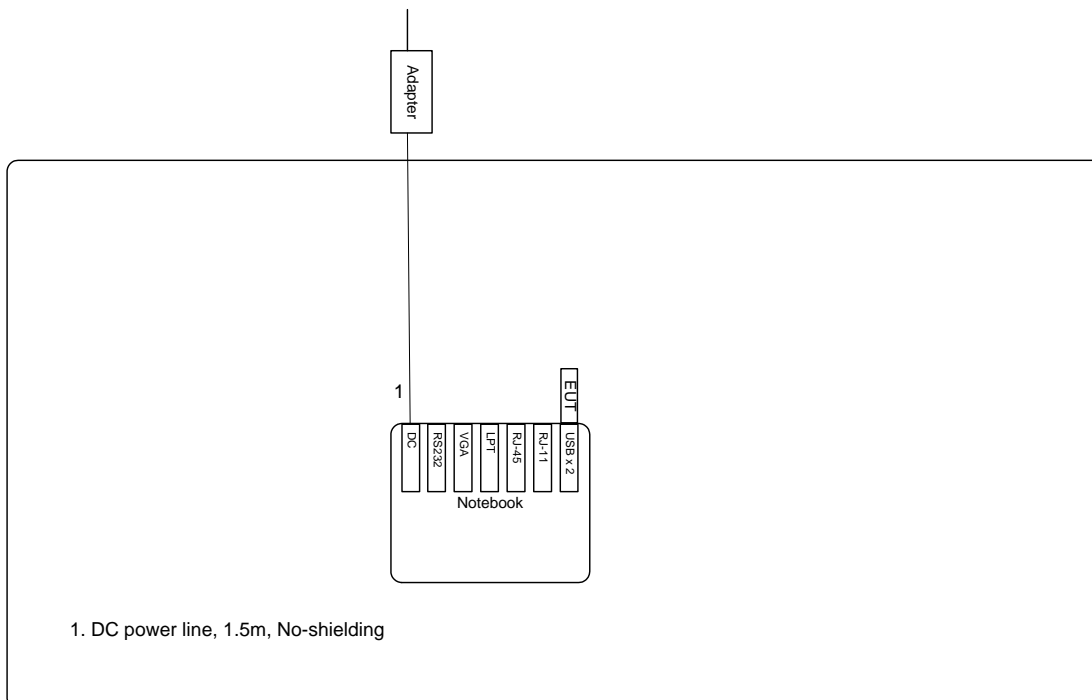 Adapter
1
EUT
DC
RS232
VGA
LPT
RJ-45
RJ-11
USB x 2
Notebook
1. DC power line, 1.5m, No-shielding